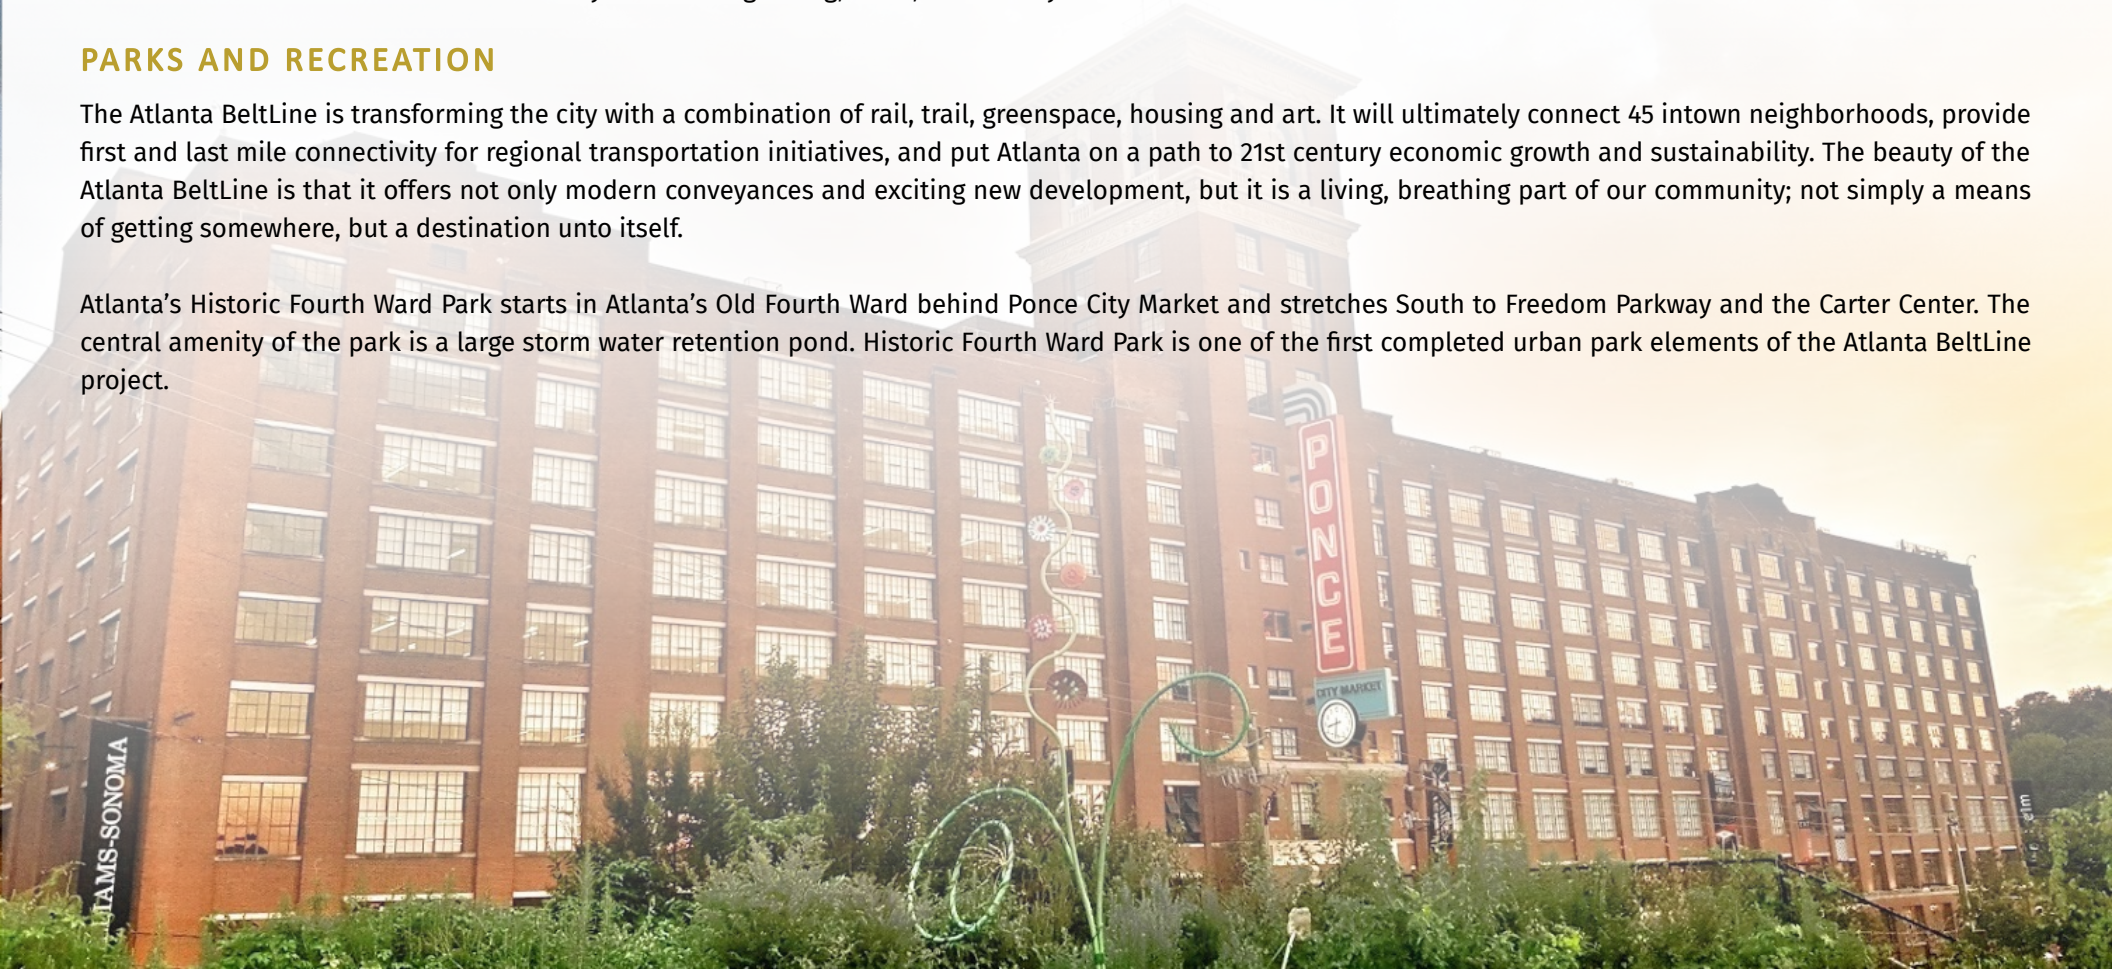 PARKS AND RECREATION
The Atlanta BeltLine is transforming the city with a combination of rail, trail, greenspace, housing and art. It will ultimately connect 45 intown neighborhoods, provide
first and last mile connectivity for regional transportation initiatives, and put Atlanta on a path to 21st century economic growth and sustainability. The beauty of the
Atlanta BeltLine is that it offers not only modern conveyances and exciting new development, but it is a living, breathing part of our community; not simply a means
of getting somewhere, but a destination unto itself.
Atlanta’s Historic Fourth Ward Park starts in Atlanta’s Old Fourth Ward behind Ponce City Market and stretches South to Freedom Parkway and the Carter Center. The
central amenity of the park is a large storm water retention pond. Historic Fourth Ward Park is one of the first completed urban park elements of the Atlanta BeltLine
project.
PONCE
CITY MARKET
LIAMS-SONOMA